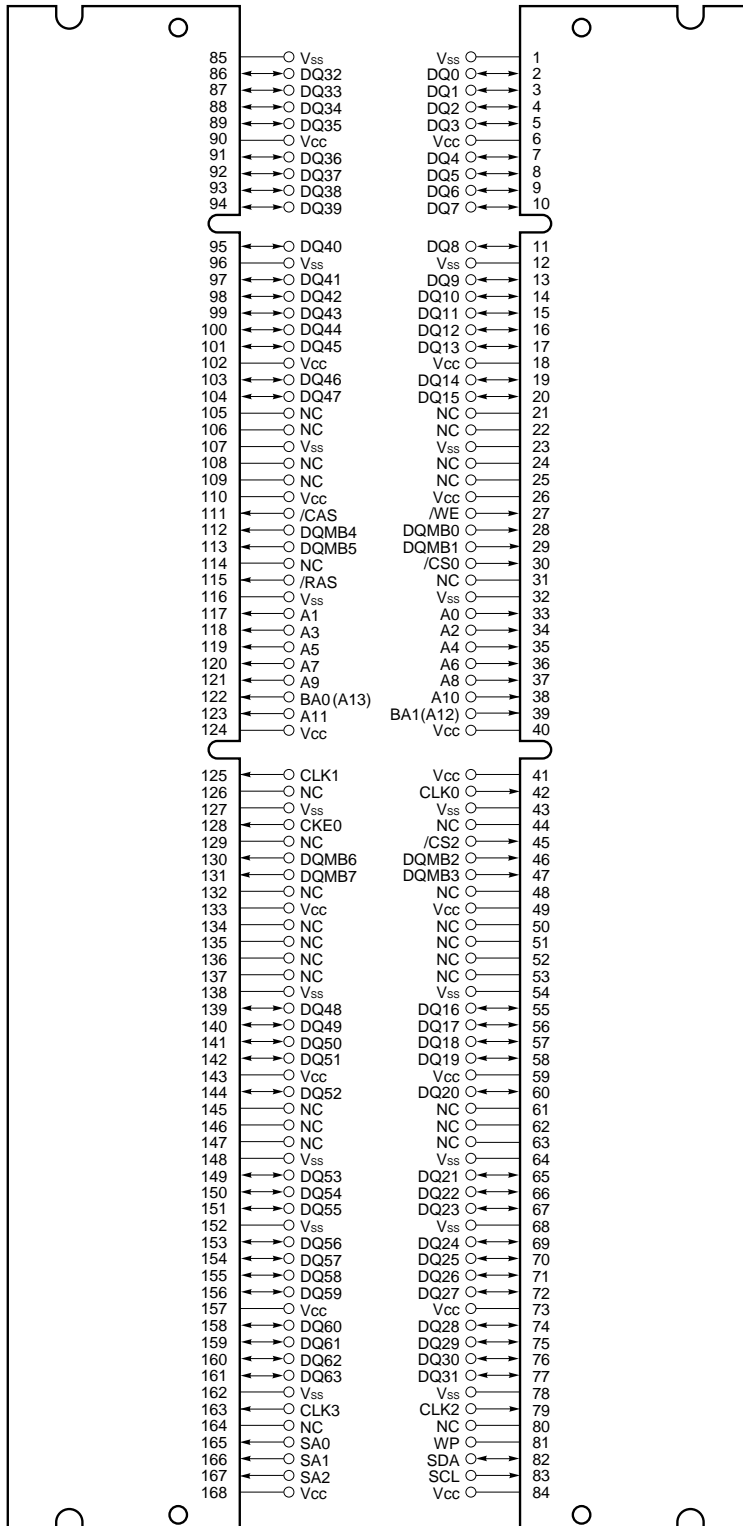 85 Vss Vss 1
86 DQ32 DQ0 2
87 DQ33 DQ1 3
88 DQ34 DQ2 4
89 DQ35 DQ3 5
90 Vcc Vcc 6
91 DQ36 DQ4 7
92 DQ37 DQ5 8
93 DQ38 DQ6 9
94 DQ39 DQ7 10
95 DQ40 DQ8 11
96 Vss Vss 12
97 DQ41 DQ9 13
98 DQ42 DQ10 14
99 DQ43 DQ11 15
100 DQ44 DQ12 16
101 DQ45 DQ13 17
102 Vcc Vcc 18
103 DQ46 DQ14 19
104 DQ47 DQ15 20
105 NC NC 21
106 NC NC 22
107 Vss Vss 23
108 NC NC 24
109 NC NC 25
110 Vcc Vcc 26
111 /CAS /WE 27
112 DQMB4 DQMB0 28
113 DQMB5 DQMB1 29
114 NC /CS0 30
115 /RAS NC 31
116 Vss Vss 32
117 A1 A0 33
118 A3 A2 34
119 A5 A4 35
120 A7 A6 36
121 A9 A8 37
122 BA0 (A13) A10 38
123 A11 BA1(A12) 39
124 Vcc Vcc 40
125 CLK1 Vcc 41
126 NC CLK0 42
127 Vss Vss 43
128 CKE0 NC 44
129 NC /CS2 45
130 DQMB6 DQMB2 46
131 DQMB7 DQMB3 47
132 NC NC 48
133 Vcc Vcc 49
134 NC NC 50
135 NC NC 51
136 NC NC 52
137 NC NC 53
138 Vss Vss 54
139 DQ48 DQ16 55
140 DQ49 DQ17 56
141 DQ50 DQ18 57
142 DQ51 DQ19 58
143 Vcc Vcc 59
144 DQ52 DQ20 60
145 NC NC 61
146 NC NC 62
147 NC NC 63
148 Vss Vss 64
149 DQ53 DQ21 65
150 DQ54 DQ22 66
151 DQ55 DQ23 67
152 Vss Vss 68
153 DQ56 DQ24 69
154 DQ57 DQ25 70
155 DQ58 DQ26 71
156 DQ59 DQ27 72
157 Vcc Vcc 73
158 DQ60 DQ28 74
159 DQ61 DQ29 75
160 DQ62 DQ30 76
161 DQ63 DQ31 77
162 Vss Vss 78
163 CLK3 CLK2 79
164 NC NC 80
165 SA0 WP 81
166 SA1 SDA 82
167 SA2 SCL 83
168 Vcc Vcc 84